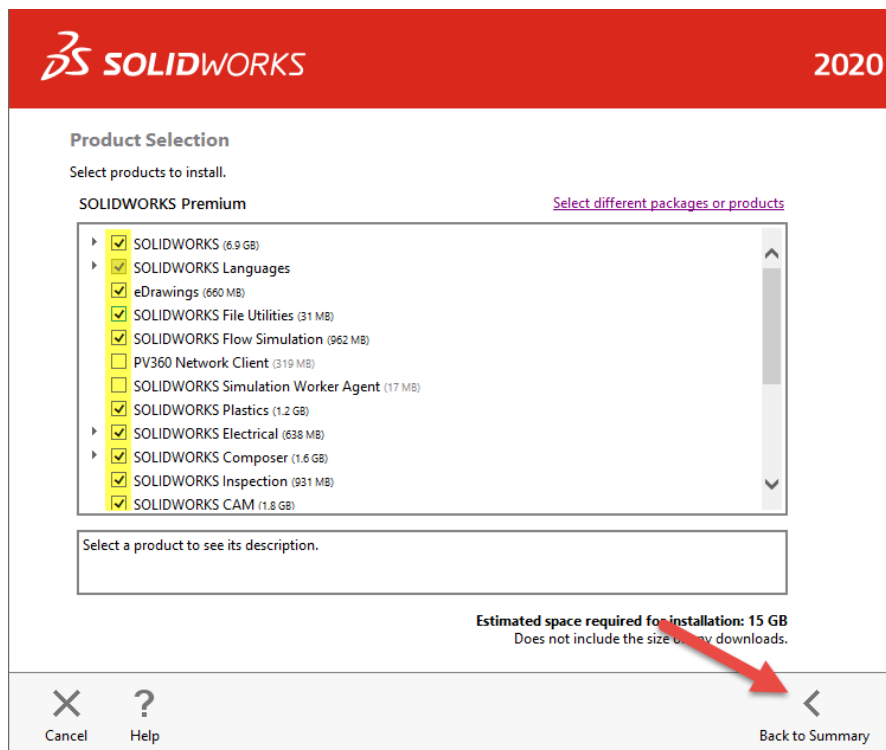 SOLIDWORKS 2020
Product Selection
Select products to install.
SOLIDWORKS Premium Select different packages or products
SOLIDWORKS (6.9 GB)
SOLIDWORKS Languages
eDrawings (660 MB)
SOLIDWORKS File Utilities (31 MB)
SOLIDWORKS Flow Simulation (962 MB)
PV360 Network Client (319 MB)
SOLIDWORKS Simulation Worker Agent (17 MB)
SOLIDWORKS Plastics (1.2 GB)
SOLIDWORKS Electrical (638 MB)
SOLIDWORKS Composer (1.6 GB)
SOLIDWORKS Inspection (931 MB)
SOLIDWORKS CAM (1.8 GB)
Select a product to see its description.
Estimated space required for installation: 15 GB
Does not include the size of any downloads.
? 
Cancel Help Back to Summary